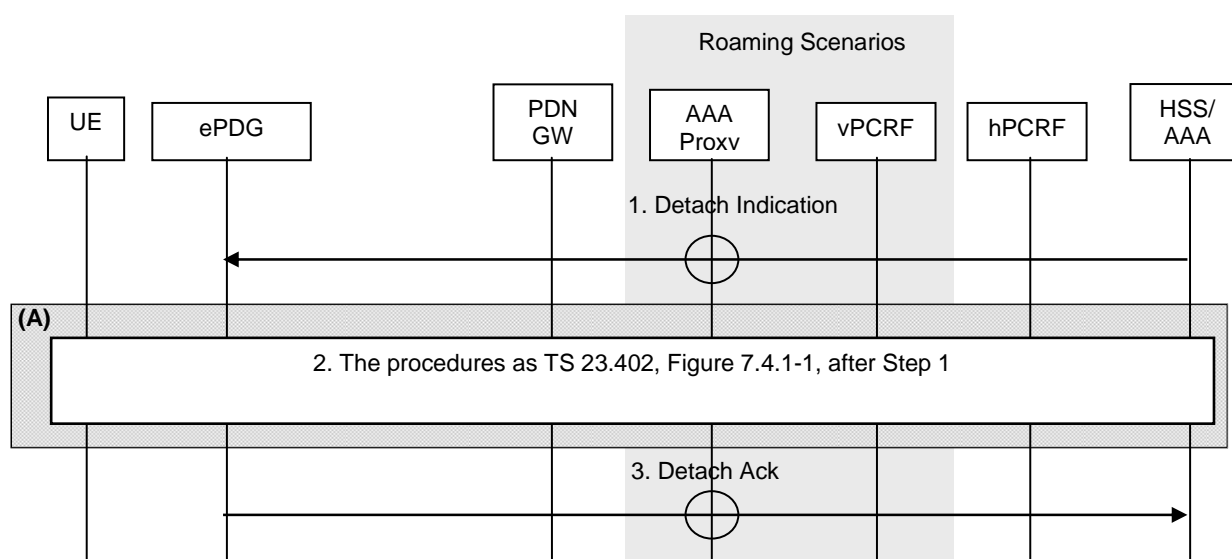 Roaming Scenarios
UE
ePDG
PDN
GW
AAA
Proxv
vPCRF
hPCRF
HSS/
AAA
1. Detach Indication
(A)
2. The procedures as TS 23.402, Figure 7.4.1-1, after Step 1
3. Detach Ack